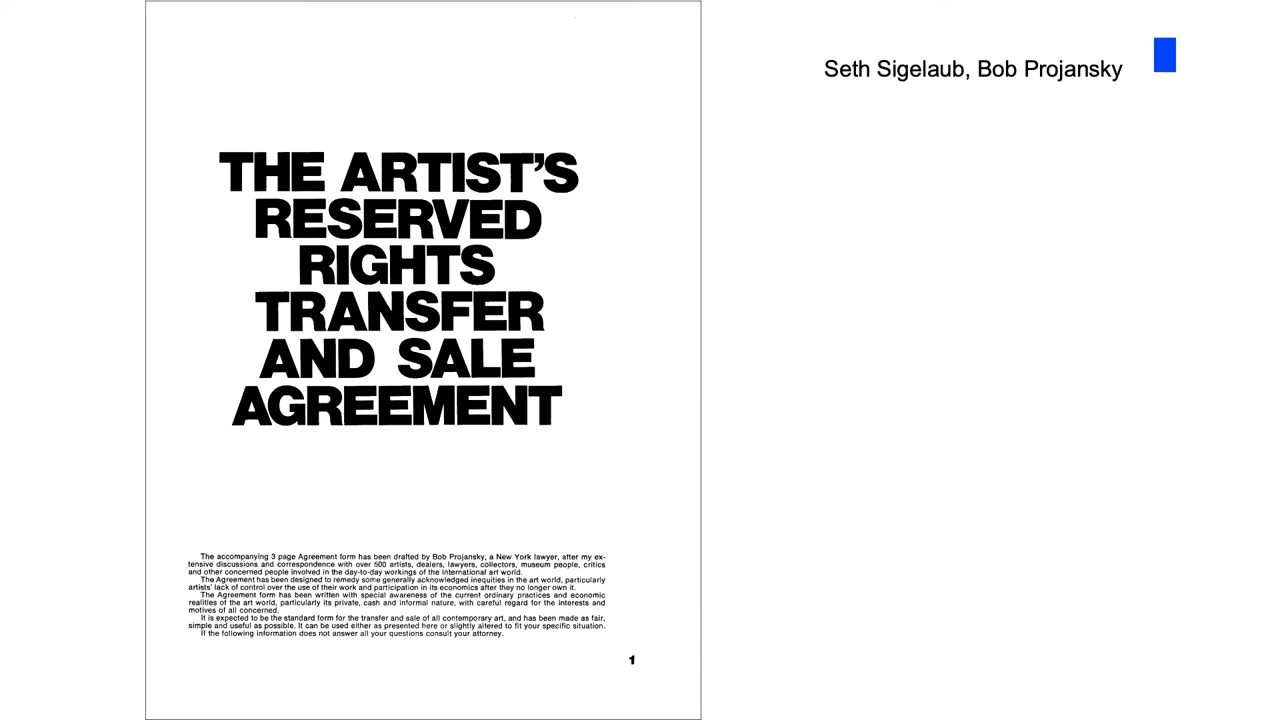 Seth Sigelaub, Bob Projansky
THE ARTIST’S
RESERVED
RIGHTS
TRANSFER
AND SALE
AGREEMENT
The accompanying 3 page Agreement form has been drafted by Bob Projansky, a New York lawyer, after my ex-
tensive discussions and correspondence with over 500 artists, dealers, lawyers, collectors, museum people, critics
and other concerned people involved in the day-to-day workings of the international art world.
The Agreement has been designed to remedy some generally acknowledged inequities in the art world, particularly
artists' lack of control over the use of their work and participation in its economics after they no longer own it.
The Agreement form has been written with special awareness of the current ordinary practices and economic
realities of the art world, particularly its private, cash and informal nature, with careful regard for the interests and
motives of all concerned.
It is expected to be the standard form for the transfer and sale of all contemporary art, and has been made as fair,
simple and useful as possible. It can be used either as presented here or slightly altered to fit your specific situation.
If the following information does not answer all your questions consult your attorney.
1